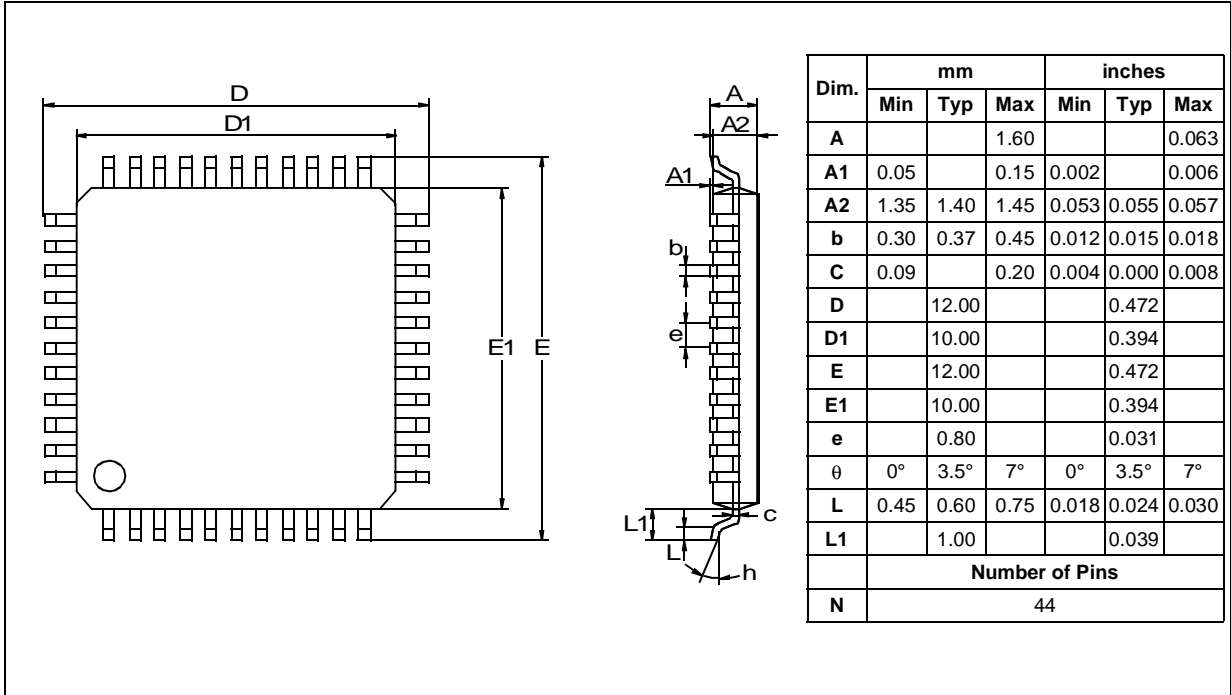 D
D1
E1
E
A
A2
A1
b
e
c
L1
L
h
Dim. mm inches
Min Typ Max Min Typ Max
A 1.60 0.063
A1 0.05 0.15 0.002 0.006
A2 1.35 1.40 1.45 0.053 0.055 0.057
b 0.30 0.37 0.45 0.012 0.015 0.018
C 0.09 0.20 0.004 0.000 0.008
D 12.00 0.472
D1 10.00 0.394
E 12.00 0.472
E1 10.00 0.394
e 0.80 0.031
θ 0° 3.5° 7° 0° 3.5° 7°
L 0.45 0.60 0.75 0.018 0.024 0.030
L1 1.00 0.039
Number of Pins
N 44